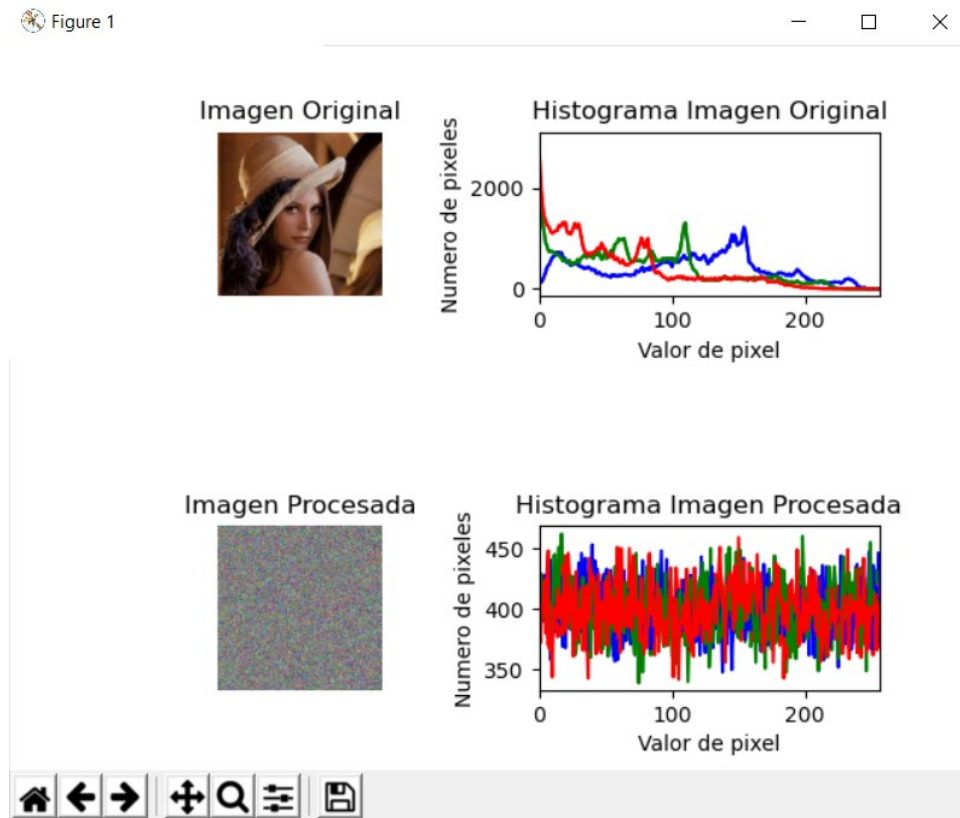 Figure 1
Imagen Original
Histograma Imagen Original
Numero de pixeles
2000
0
0 100 200
Valor de pixel
Imagen Procesada
Histograma Imagen Procesada
Numero de pixeles
450
400
350
0 100 200
Valor de pixel